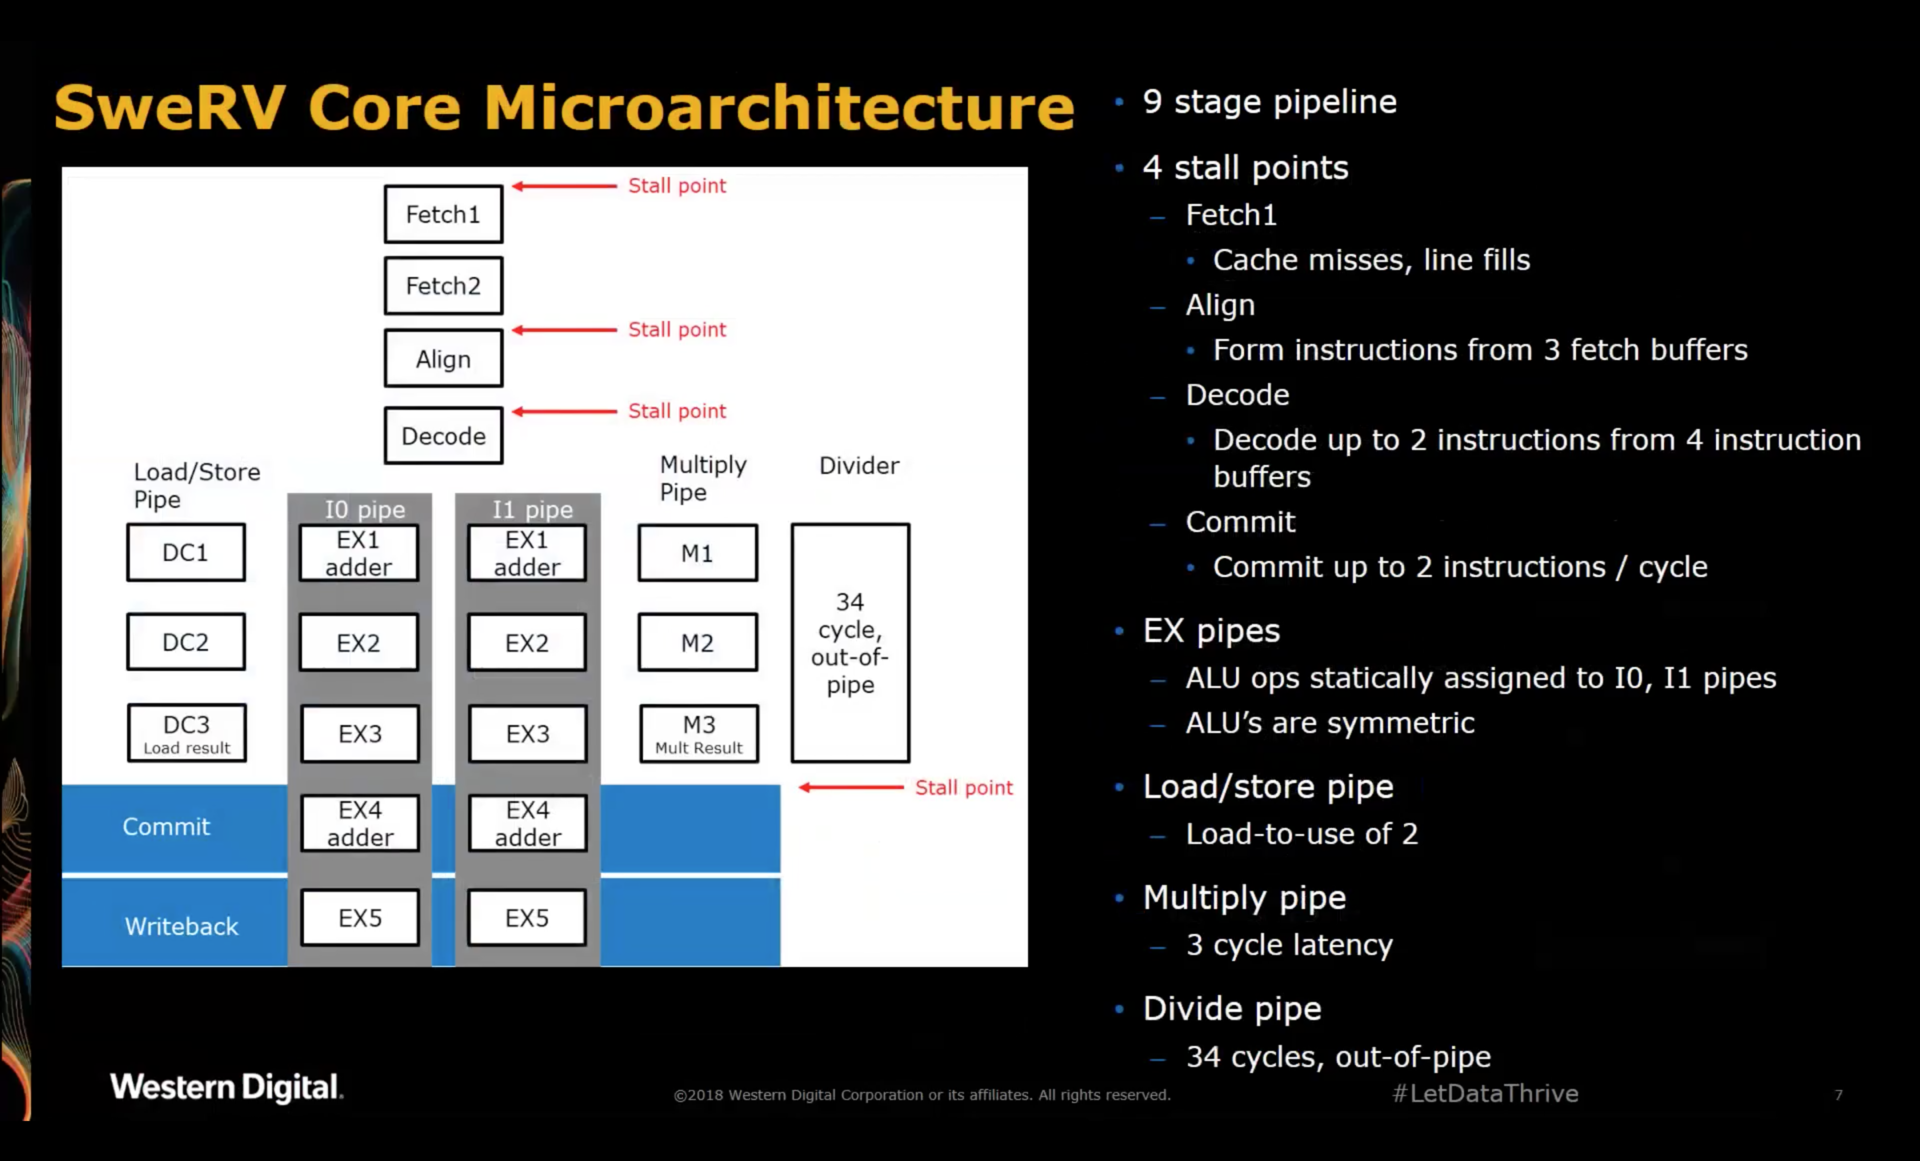 SweRV Core Microarchitecture
Stall point
Fetch1
Fetch2
Stall point
Align
Stall point
Decode
Load/Store
Pipe
I0 pipe
I1 pipe
Multiply
Pipe
Divider
DC1
EX1
adder
EX1
adder
M1
34
cycle,
out-of-
pipe
DC2
EX2
EX2
M2
DC3
Load result
EX3
EX3
M3
Mult Result
Stall point
Commit
EX4
adder
EX4
adder
Writeback
EX5
EX5
• 9 stage pipeline
• 4 stall points
– Fetch1
• Cache misses, line fills
– Align
• Form instructions from 3 fetch buffers
– Decode
• Decode up to 2 instructions from 4 instruction
buffers
– Commit
• Commit up to 2 instructions / cycle
• EX pipes
– ALU ops statically assigned to I0, I1 pipes
– ALU’s are symmetric
• Load/store pipe
– Load-to-use of 2
• Multiply pipe
– 3 cycle latency
• Divide pipe
– 34 cycles, out-of-pipe
Western Digital.
©2018 Western Digital Corporation or its affiliates. All rights reserved.
#LetDataThrive
7